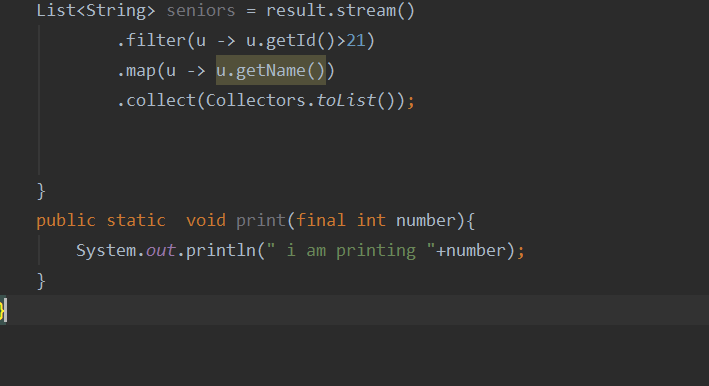 List<String> seniors = result.stream()
.filter(u -> u.getId()>21)
.map(u -> u.getName())
.collect(Collectors.toList());
}
public static  void print(final int number){
System.out.println(" i am printing "+number);
}
}